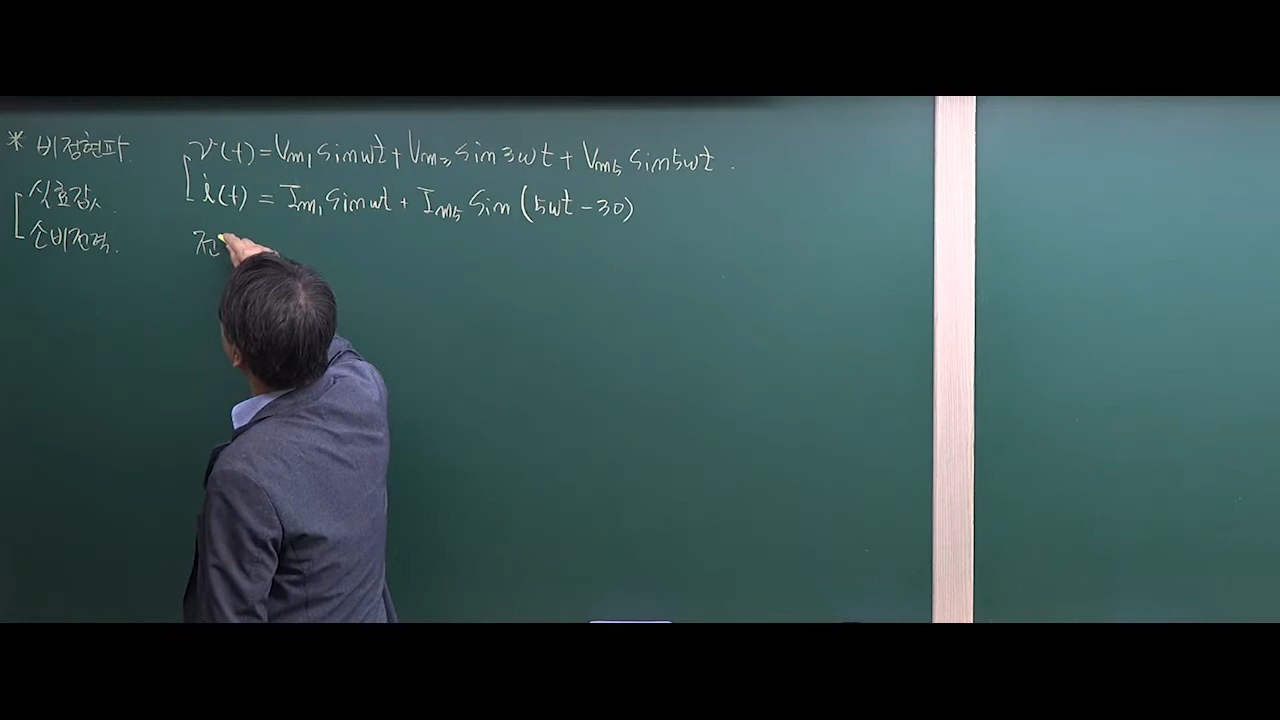 * 비정현파
실효값
소비전력.
v(t) = Vm1 sinωt + Vm3 sin3ωt + Vm5 sin5ωt.
i(t) = Im1 sinωt + Im5 sin(5ωt - 30)
전